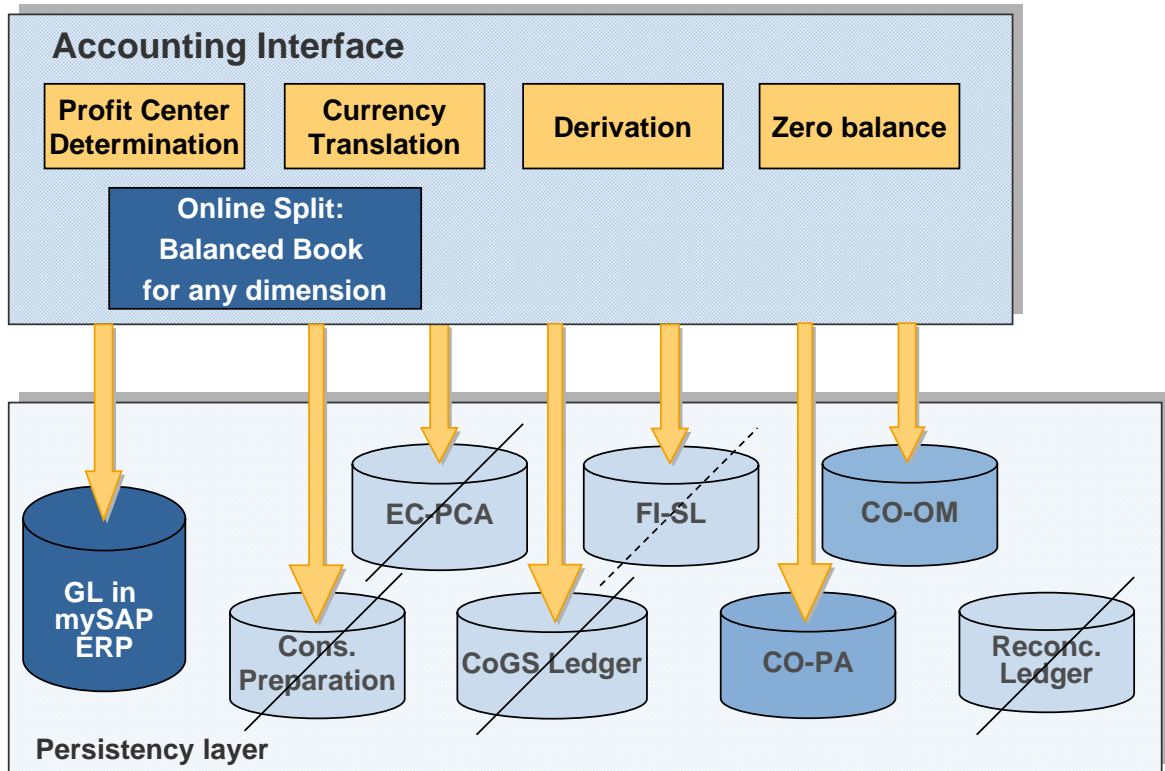 Accounting Interface
Profit Center
Determination
Currency
Translation
Derivation
Zero balance
Online Split:
Balanced Book
for any dimension
EC-PCA
FI-SL
CO-OM
GL in
mySAP
ERP
Cons.
Preparation
CoGS Ledger
CO-PA
Reconc.
Ledger
Persistency layer